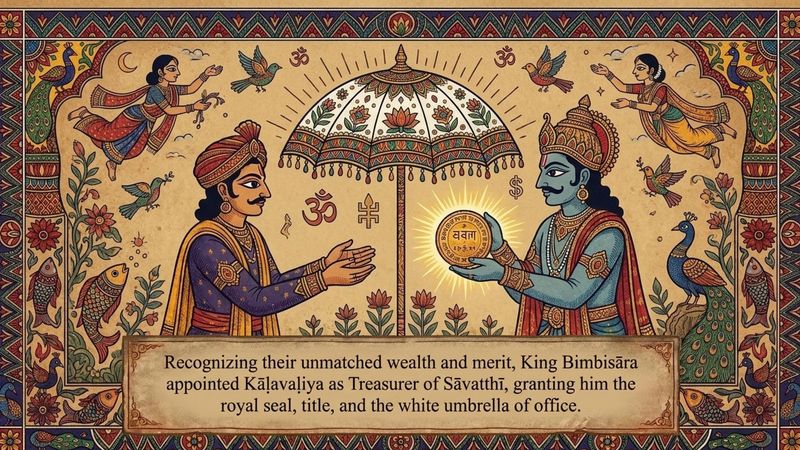 ॐ
ॐ
ॐ
$
Recognizing their unmatched wealth and merit, King Bimbisāra
appointed Kāḷavaḷiya as Treasurer of Sāvatthī, granting him the
royal seal, title, and the white umbrella of office.